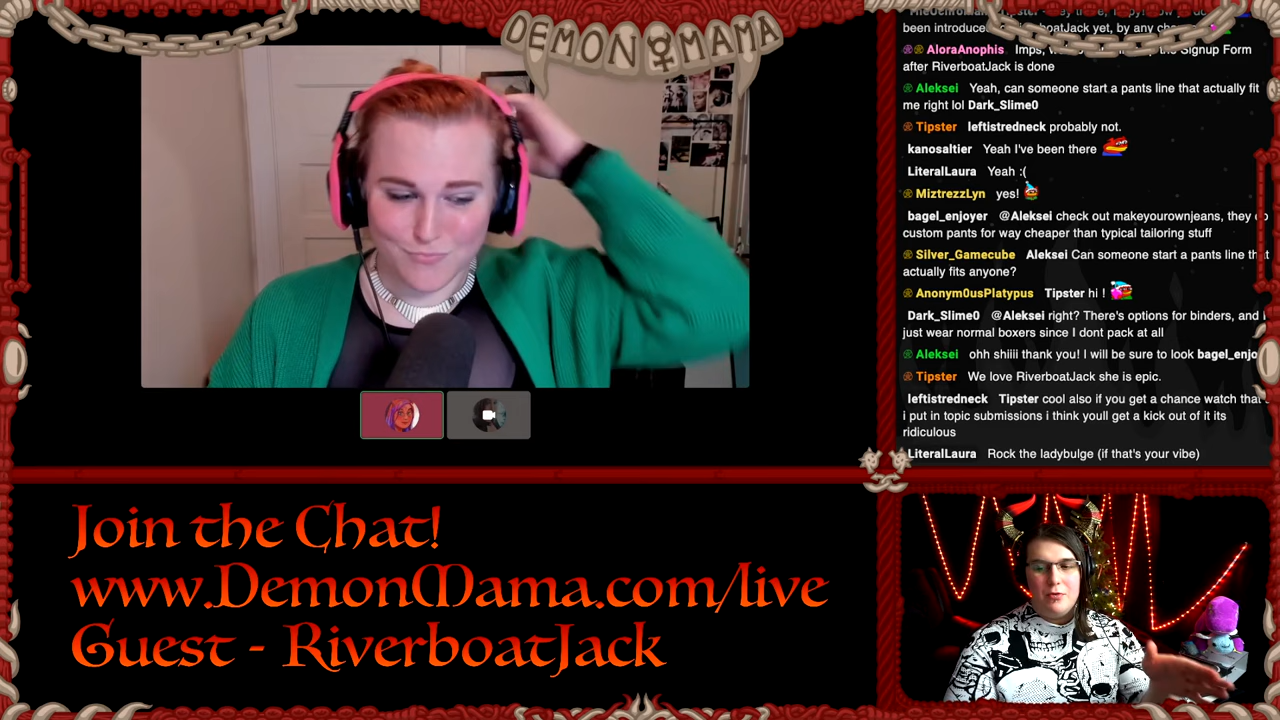 DEMON MAMA
been introduce
AloraAnophis Imps, Signup Form
after RiverboatJack is done
Aleksei Yeah, can someone start a pants line that actually fit
me right lol Dark_Slime0
Tipster leftistredneck probably not.
kanosaltier Yeah I've been there
LiteralLaura Yeah :(
MiztrezzLyn yes!
bagel_enjoyer @Aleksei check out makeyourownjeans, they
custom pants for way cheaper than typical tailoring stuff
Silver_Gamecube Aleksei Can someone start a pants line that
actually fits anyone?
Anonym0usPlatypus Tipster hi !
Dark_Slime0 @Aleksei right? There's options for binders, and i
just wear normal boxers since I dont pack at all
Aleksei ohh shiiii thank you! I will be sure to look bagel_enjo
Tipster We love RiverboatJack she is epic.
leftistredneck Tipster cool also if you get a chance watch that
i put in topic submissions i think youll get a kick out of it its
ridiculous
LiteralLaura Rock the ladybulge (if that's your vibe)
Join the Chat!
www.DemonMama.com/live
Guest - RiverboatJack